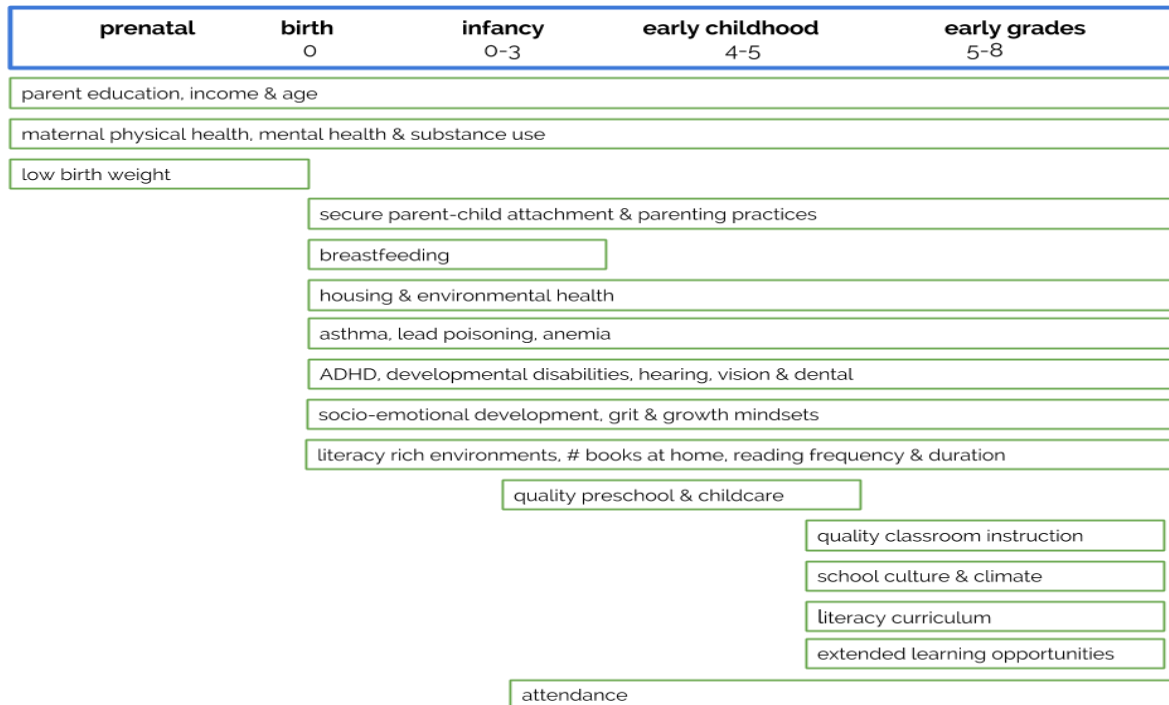 prenatal birth infancy early childhood early grades
0 0-3 4-5 5-8
parent education, income & age
maternal physical health, mental health & substance use
low birth weight
secure parent-child attachment & parenting practices
breastfeeding
housing & environmental health
asthma, lead poisoning, anemia
ADHD, developmental disabilities, hearing, vision & dental
socio-emotional development, grit & growth mindsets
literacy rich environments, # books at home, reading frequency & duration
quality preschool & childcare
quality classroom instruction
school culture & climate
literacy curriculum
extended learning opportunities
attendance